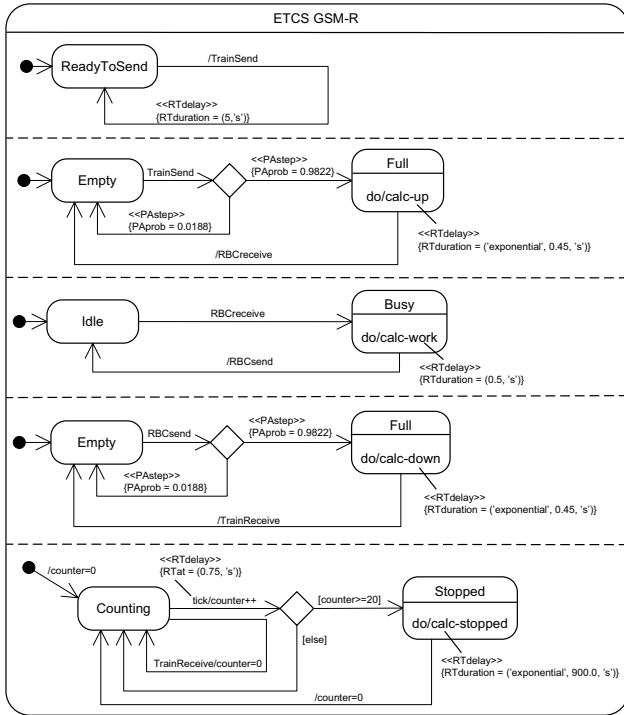 ETCS GSM-R
ReadyToSend
/TrainSend
<<RTdelay>>
{RTduration = (5,'s')}
Empty
TrainSend
<<PAstep>>
{PAprob = 0.9822}
Full
do/calc-up
<<PAstep>>
{PAprob = 0.0188}
<<RTdelay>>
{RTduration = ('exponential', 0.45, 's')}
/RBCreceive
Idle
RBCreceive
Busy
do/calc-work
/RBCsend
<<RTdelay>>
{RTduration = (0.5, 's')}
Empty
RBCsend
<<PAstep>>
{PAprob = 0.9822}
Full
do/calc-down
<<PAstep>>
{PAprob = 0.0188}
<<RTdelay>>
{RTduration = ('exponential', 0.45, 's')}
/TrainReceive
/counter=0
<<RTdelay>>
{RTat = (0.75, 's')}
Counting
tick/counter++
[counter>=20]
Stopped
do/calc-stopped
[else]
TrainReceive/counter=0
<<RTdelay>>
{RTduration = ('exponential', 900.0, 's')}
/counter=0